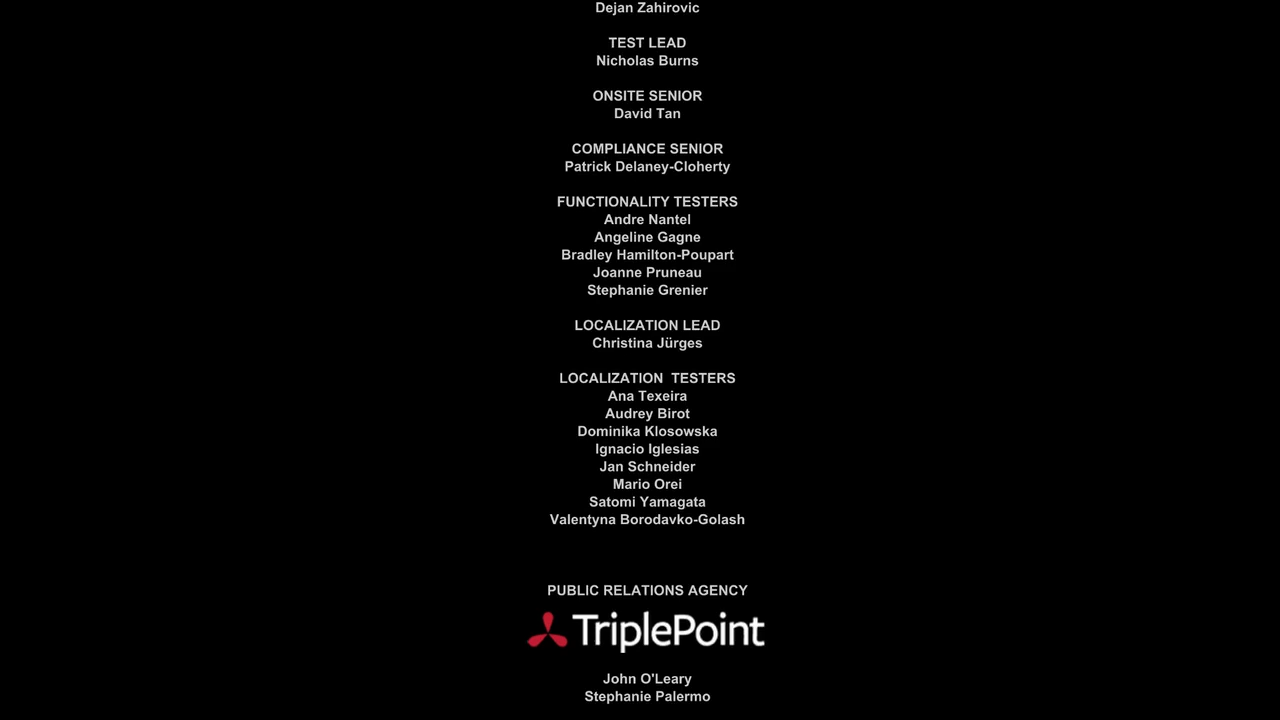 Dejan Zahirovic
TEST LEAD
Nicholas Burns
ONSITE SENIOR
David Tan
COMPLIANCE SENIOR
Patrick Delaney-Cloherty
FUNCTIONALITY TESTERS
Andre Nantel
Angeline Gagne
Bradley Hamilton-Poupart
Joanne Pruneau
Stephanie Grenier
LOCALIZATION LEAD
Christina Jürges
LOCALIZATION  TESTERS
Ana Texeira
Audrey Birot
Dominika Klosowska
Ignacio Iglesias
Jan Schneider
Mario Orei
Satomi Yamagata
Valentyna Borodavko-Golash
PUBLIC RELATIONS AGENCY
TriplePoint
John O'Leary
Stephanie Palermo